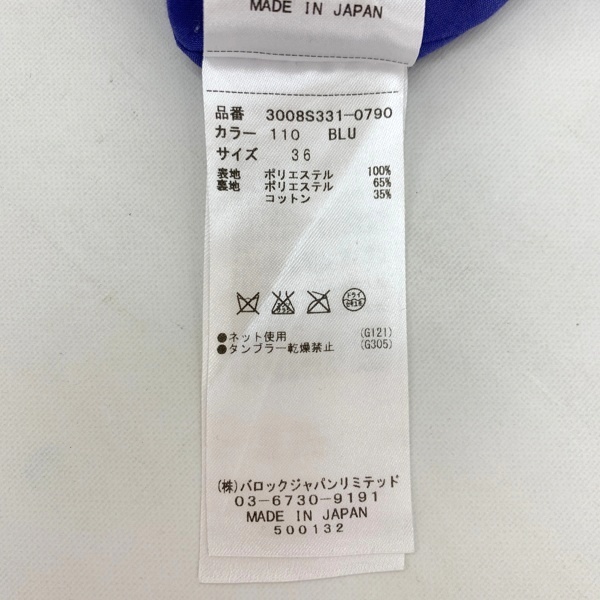 MADE IN JAPAN
品番 3008S331-0790
カラー 110 BLU
サイズ 36
表地 ポリエステル 100%
裏地 ポリエステル 65%
コットン 35%
ドライ
●ネット使用 (G121)
●タンブラー乾燥禁止 (G305)
(株)バロックジャパンリミテッド
03-6730-9191
MADE IN JAPAN
500132